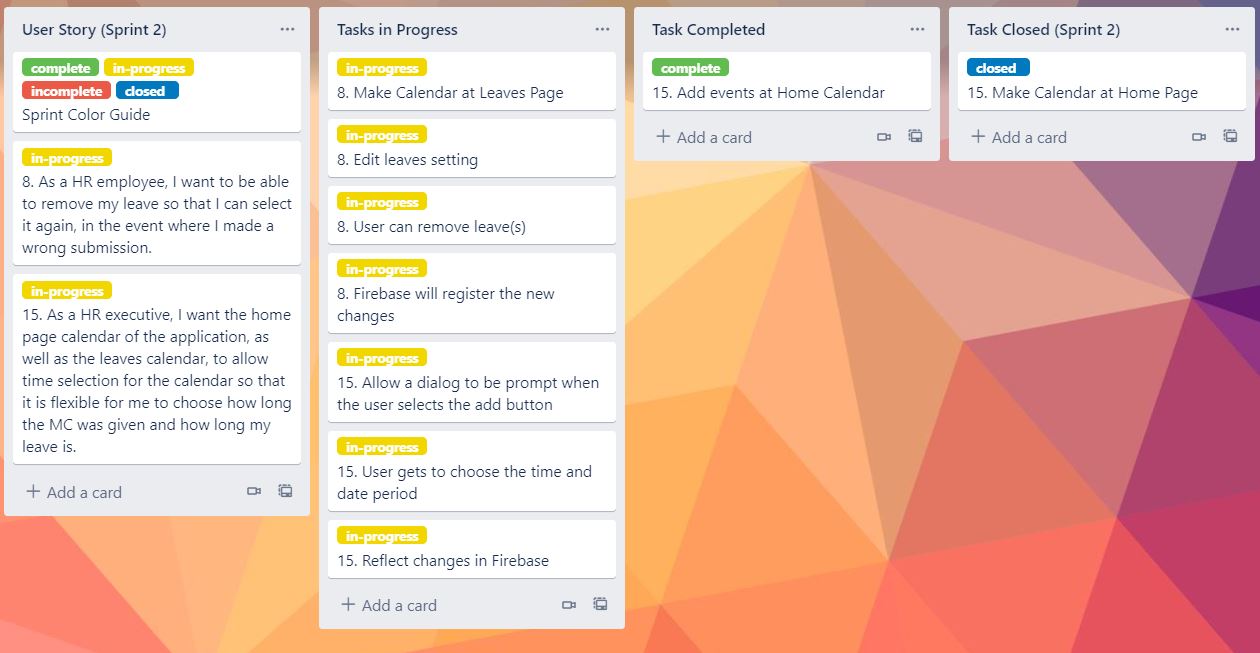 User Story (Sprint 2)
complete in-progress
incomplete closed
Sprint Color Guide
in-progress
8. As a HR employee, I want to be able
to remove my leave so that I can select
it again, in the event where I made a
wrong submission.
in-progress
15. As a HR executive, I want the home
page calendar of the application, as
well as the leaves calendar, to allow
time selection for the calendar so that
it is flexible for me to choose how long
the MC was given and how long my
leave is.
Add a card
Tasks in Progress
in-progress
8. Make Calendar at Leaves Page
in-progress
8. Edit leaves setting
in-progress
8. User can remove leave(s)
in-progress
8. Firebase will register the new
changes
in-progress
15. Allow a dialog to be prompt when
the user selects the add button
in-progress
15. User gets to choose the time and
date period
in-progress
15. Reflect changes in Firebase
Add a card
Task Completed
complete
15. Add events at Home Calendar
Add a card
Task Closed (Sprint 2)
closed
15. Make Calendar at Home Page
Add a card